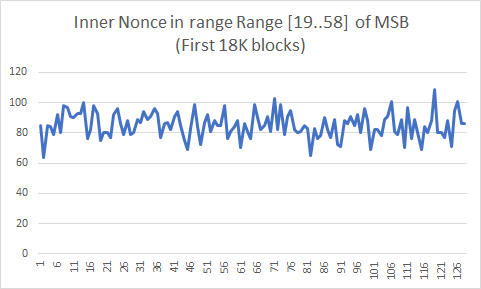 Inner Nonce in range Range [19..58] of MSB
(First 18K blocks)
120
100
80
60
40
20
0
1 6 11 16 21 26 31 36 41 46 51 56 61 66 71 76 81 86 91 96 101 106 111 116 121 126